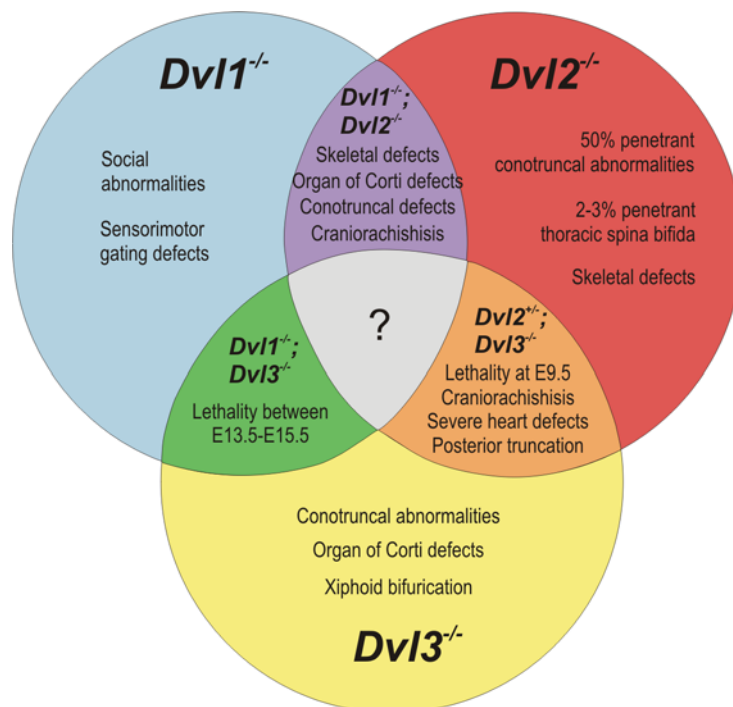 Dvl1-/-
Dvl2-/-
Dvl1-/-;
Dvl2-/-
Skeletal defects
Organ of Corti defects
Conotruncal defects
Craniorachishisis
Social
abnormalities
Sensorimotor
gating defects
50% penetrant
conotruncal abnormalities
2-3% penetrant
thoracic spina bifida
Skeletal defects
?
Dvl1-/-;
Dvl3-/-
Lethality between
E13.5-E15.5
Dvl2+/-;
Dvl3-/-
Lethality at E9.5
Craniorachishisis
Severe heart defects
Posterior truncation
Conotruncal abnormalities
Organ of Corti defects
Xiphoid bifurication
Dvl3-/-